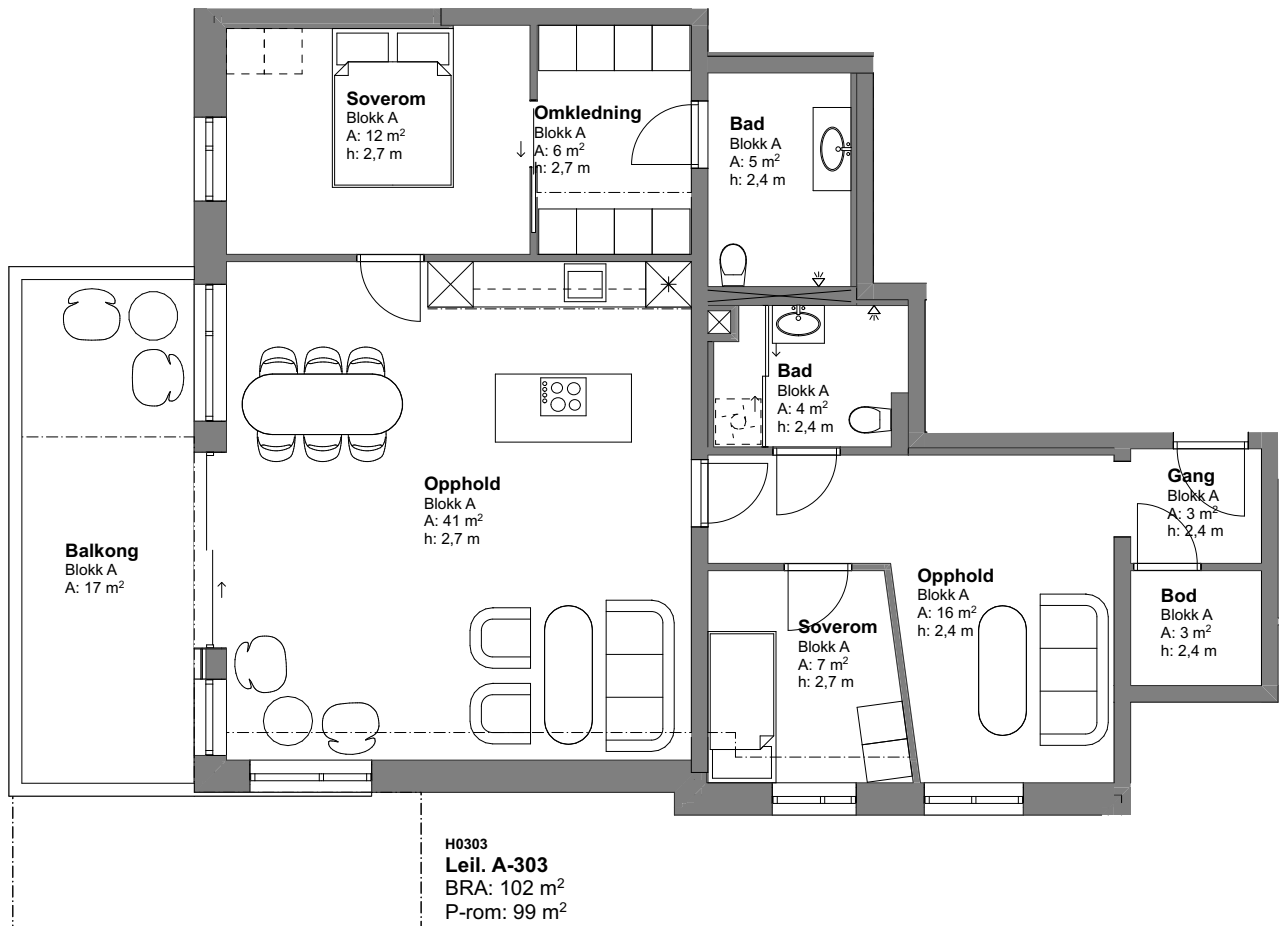 Soverom
Blokk A
A: 12 m²
h: 2,7 m
Omkledning
Blokk A
A: 6 m²
h: 2,7 m
Bad
Blokk A
A: 5 m²
h: 2,4 m
Bad
Blokk A
A: 4 m²
h: 2,4 m
Opphold
Blokk A
A: 41 m²
h: 2,7 m
Gang
Blokk A
A: 3 m²
h: 2,4 m
Balkong
Blokk A
A: 17 m²
Opphold
Blokk A
A: 16 m²
h: 2,4 m
Bod
Blokk A
A: 3 m²
h: 2,4 m
Soverom
Blokk A
A: 7 m²
h: 2,7 m
H0303
Leil. A-303
BRA: 102 m²
P-rom: 99 m²